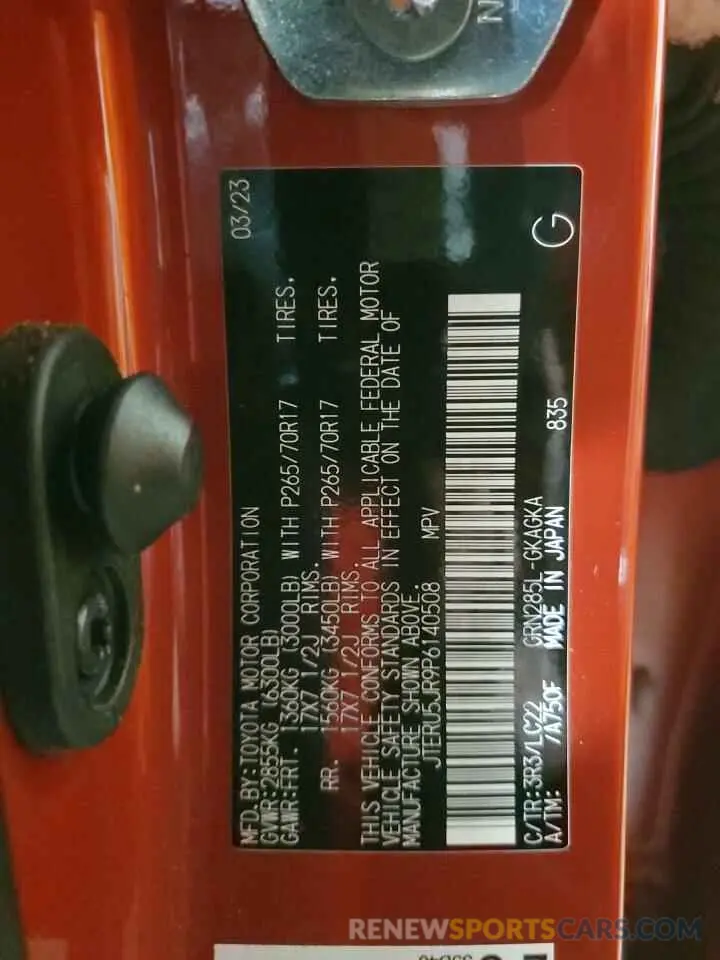 03/23
MFD.BY:TOYOTA MOTOR CORPORATION
GVWR:2855KG (6300LB)
GAWR:FRT. 1360KG (3000LB) WITH P265/70R17 TIRES.
17X7 1/2J RIMS.
RR. 1560KG (3450LB) WITH P265/70R17 TIRES.
17X7 1/2J RIMS.
THIS VEHICLE CONFORMS TO ALL APPLICABLE FEDERAL MOTOR
VEHICLE SAFETY STANDARDS IN EFFECT ON THE DATE OF
MANUFACTURE SHOWN ABOVE.
JTERU5JR9P6140508 MPV
C/TR:3R3/LC22 GRN285L-GKAGKA
A/TM: /A750F MADE IN JAPAN 835
G
N
RENEWSPORTSCARS.COM